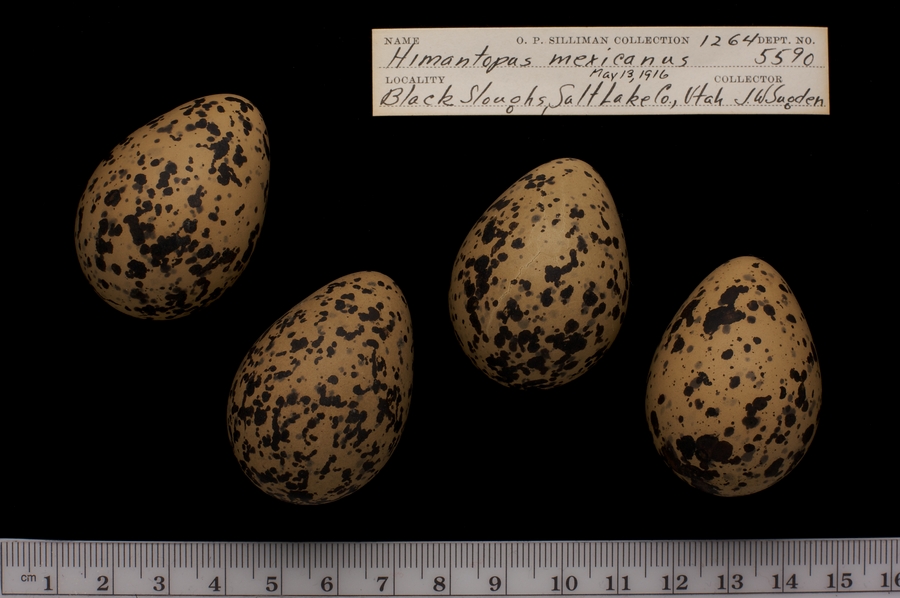 NAME O. P. SILLIMAN COLLECTION 1264 DEPT. NO.
Himantopus mexicanus 5590
LOCALITY May 13, 1916 COLLECTOR
Black Sloughs, Salt Lake Co., Utah J.W. Sugden
cm 1 2 3 4 5 6 7 8 9 10 11 12 13 14 15 16